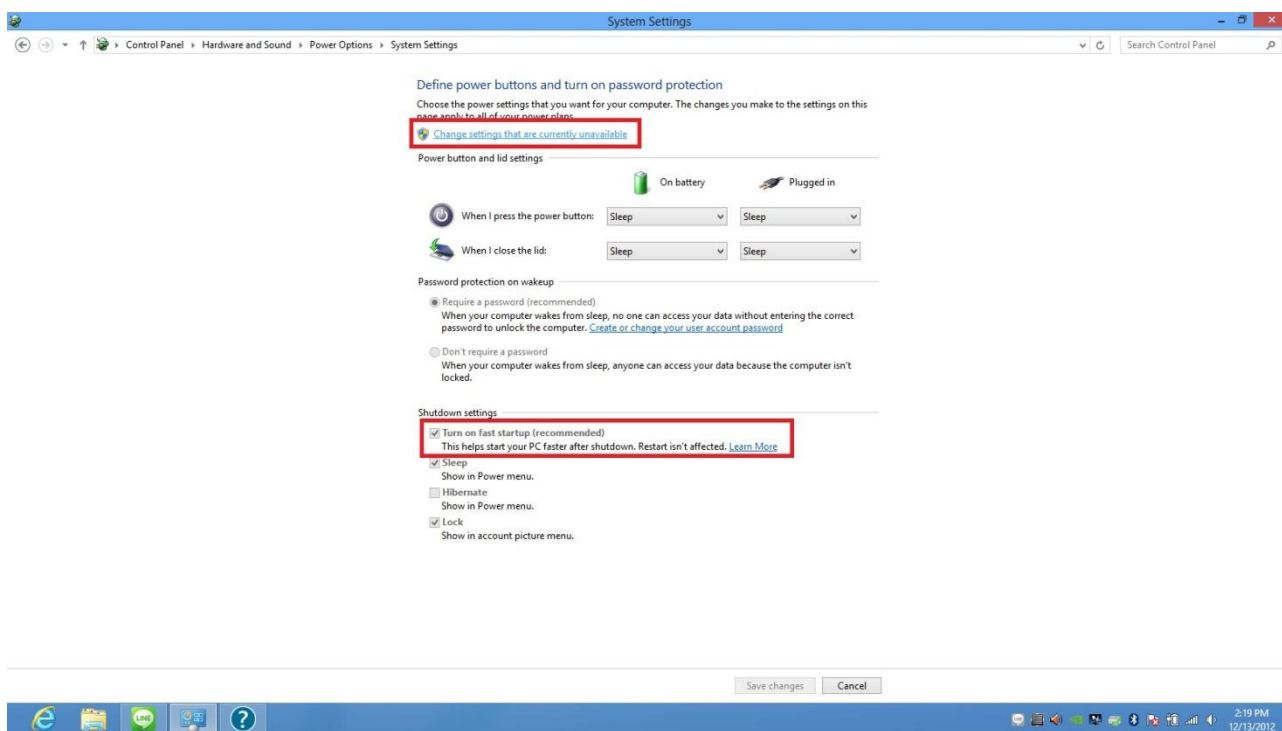 System Settings
Control Panel Hardware and Sound Power Options System Settings
Search Control Panel
Define power buttons and turn on password protection
Choose the power settings that you want for your computer. The changes you make to the settings on this
page apply to all of your power plans.
Change settings that are currently unavailable
Power button and lid settings
On battery Plugged in
When I press the power button: Sleep Sleep
When I close the lid: Sleep Sleep
Password protection on wakeup
Require a password (recommended)
When your computer wakes from sleep, no one can access your data without entering the correct
password to unlock the computer. Create or change your user account password
Don't require a password
When your computer wakes from sleep, anyone can access your data because the computer isn't
locked.
Shutdown settings
Turn on fast startup (recommended)
This helps start your PC faster after shutdown. Restart isn't affected. Learn More
Sleep
Show in Power menu.
Hibernate
Show in Power menu.
Lock
Show in account picture menu.
Save changes Cancel
LINE
2:19 PM
12/13/2012